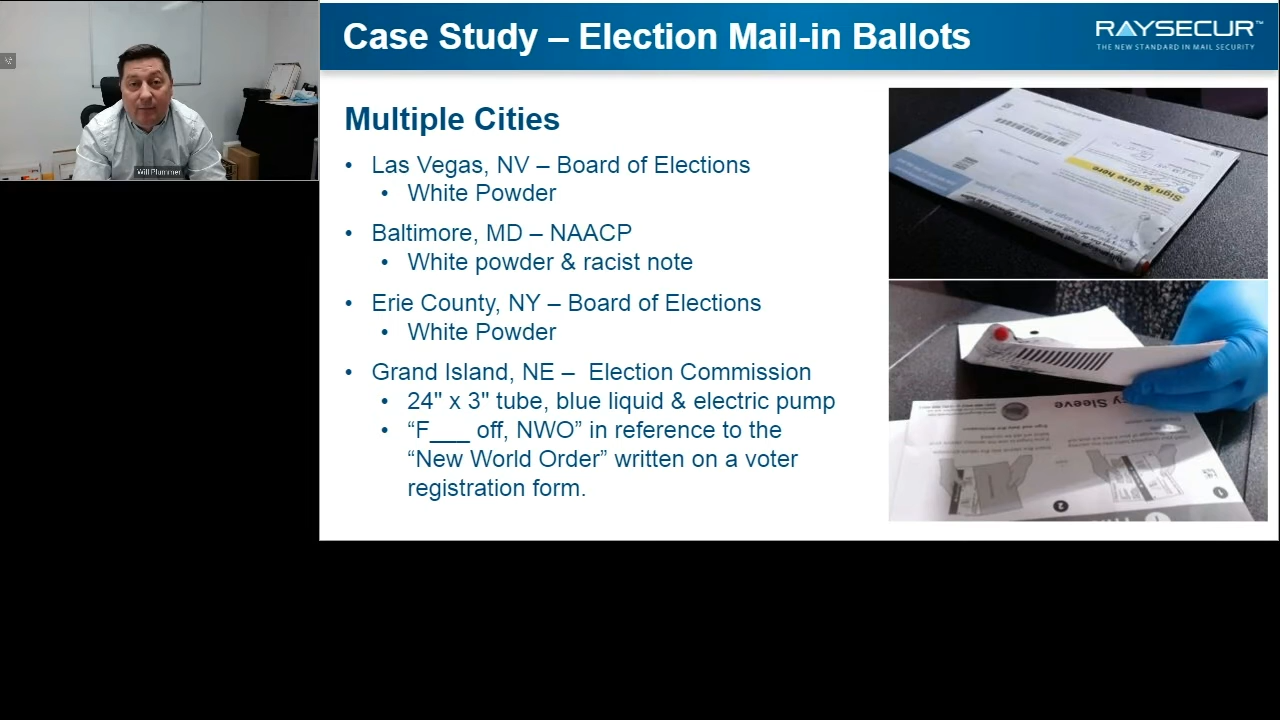 Will Plummer
Case Study – Election Mail-in Ballots
RAYSECUR™
THE NEW STANDARD IN MAIL SECURITY
Multiple Cities
• Las Vegas, NV – Board of Elections
• White Powder
• Baltimore, MD – NAACP
• White powder & racist note
• Erie County, NY – Board of Elections
• White Powder
• Grand Island, NE – Election Commission
• 24" x 3" tube, blue liquid & electric pump
• “F___ off, NWO” in reference to the
“New World Order” written on a voter
registration form.
Sign & date here
Sleeve
1
2